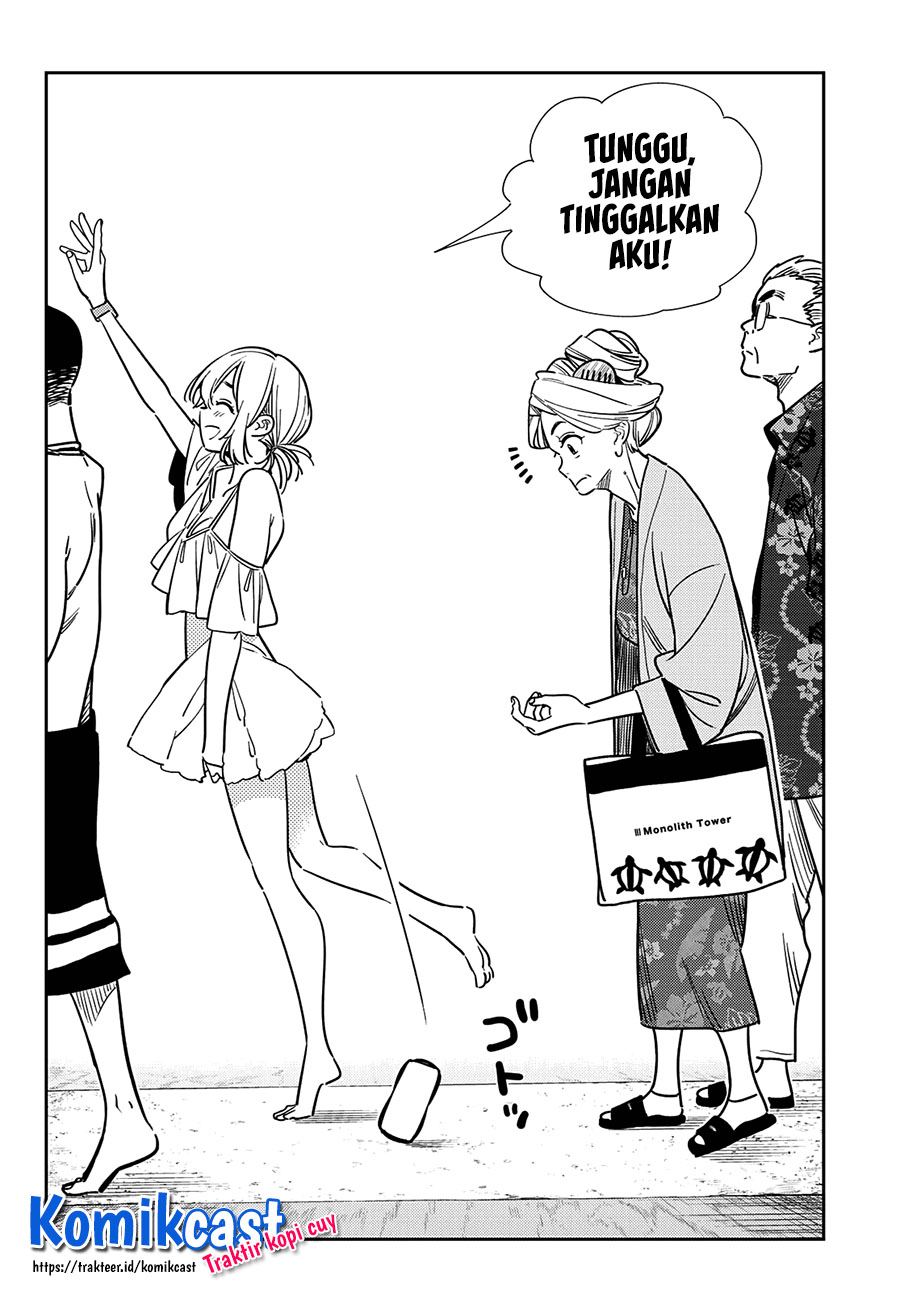 TUNGGU,
JANGAN
TINGGALKAN
AKU!
Monolith Tower
ゴトッ
Komikcast
Traktir kopi cuy
https://trakteer.id/komikcast